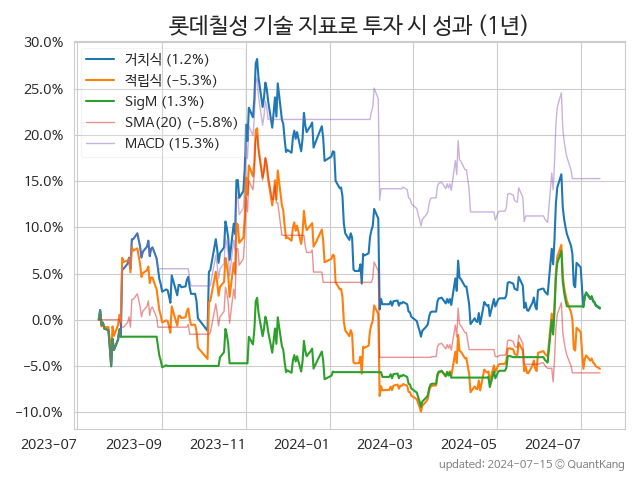 롯데칠성 기술 지표로 투자 시 성과 (1년)
30.0%
25.0%
20.0%
15.0%
10.0%
5.0%
0.0%
−5.0%
−10.0%
거치식 (1.2%)
적립식 (−5.3%)
SigM (1.3%)
SMA(20) (−5.8%)
MACD (15.3%)
2023-07 2023-09 2023-11 2024-01 2024-03 2024-05 2024-07
updated: 2024-07-15 © QuantKang